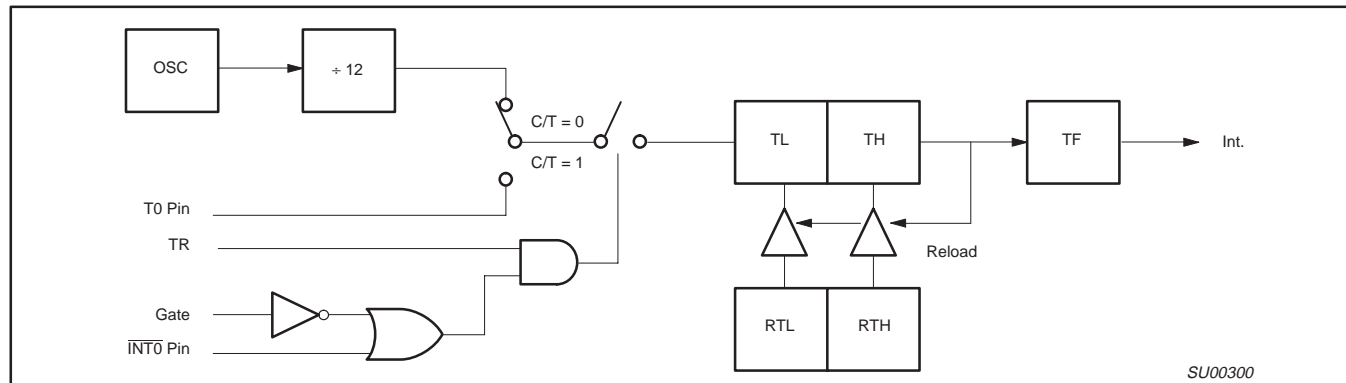 OSC
÷ 12
C/T = 0
C/T = 1
TL
TH
TF
Int.
T0 Pin
TR
Reload
Gate
INT0 Pin
RTL
RTH
SU00300